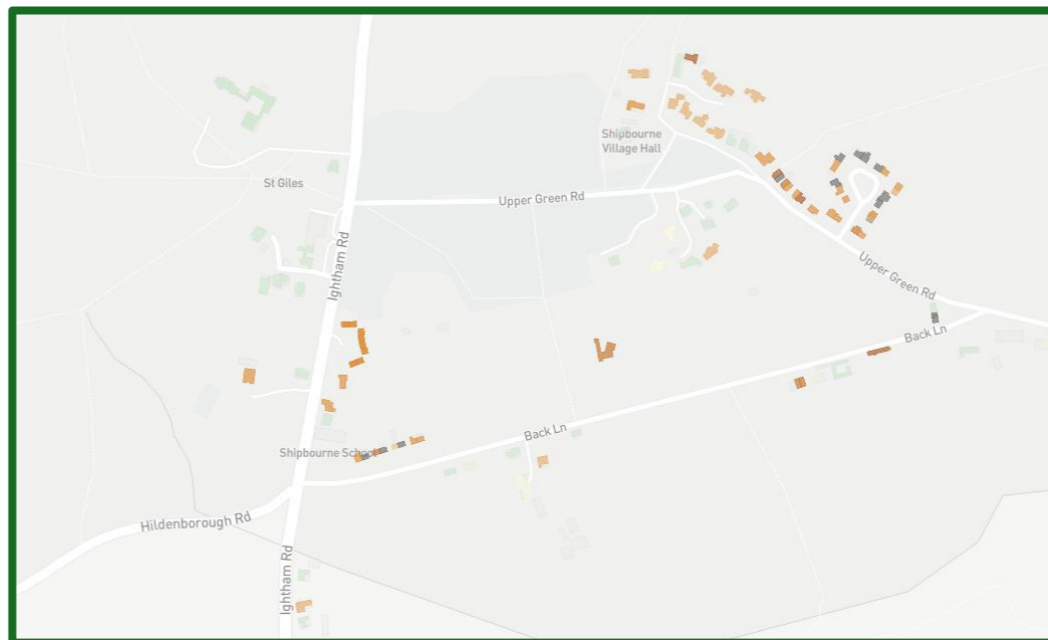 Shipbourne
Village Hall
St Giles
Upper Green Rd
Ightham Rd
Upper Green Rd
Back Ln
Back Ln
Shipbourne School
Hildenborough Rd
Ightham Rd